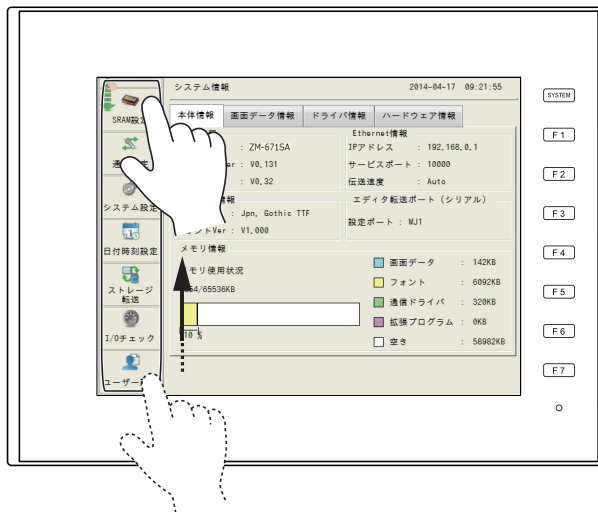 システム情報 2014-04-17 09:21:55
SYSTEM
SRAM設定
本体情報 画面データ情報 ドライバ情報 ハードウェア情報
F1
Ethernet情報
: ZM-671SA
IPアドレス : 192.168.0.1
er : V0.131
サービスポート : 10000
: V0.32
伝送速度 : Auto
F2
システム設定
情報
エディタ転送ポート（シリアル）
: Jpn, Gothic TTF
設定ポート : MJ1
F3
ントVer : V1.000
日付時刻設定
メモリ情報
F4
モリ使用状況
画面データ : 142KB
フォント : 6092KB
ストレージ
転送
/65536KB
通信ドライバ : 320KB
F5
拡張プログラム : 0KB
I/Oチェック
10 %
空き : 58982KB
F6
ユーザー
F7